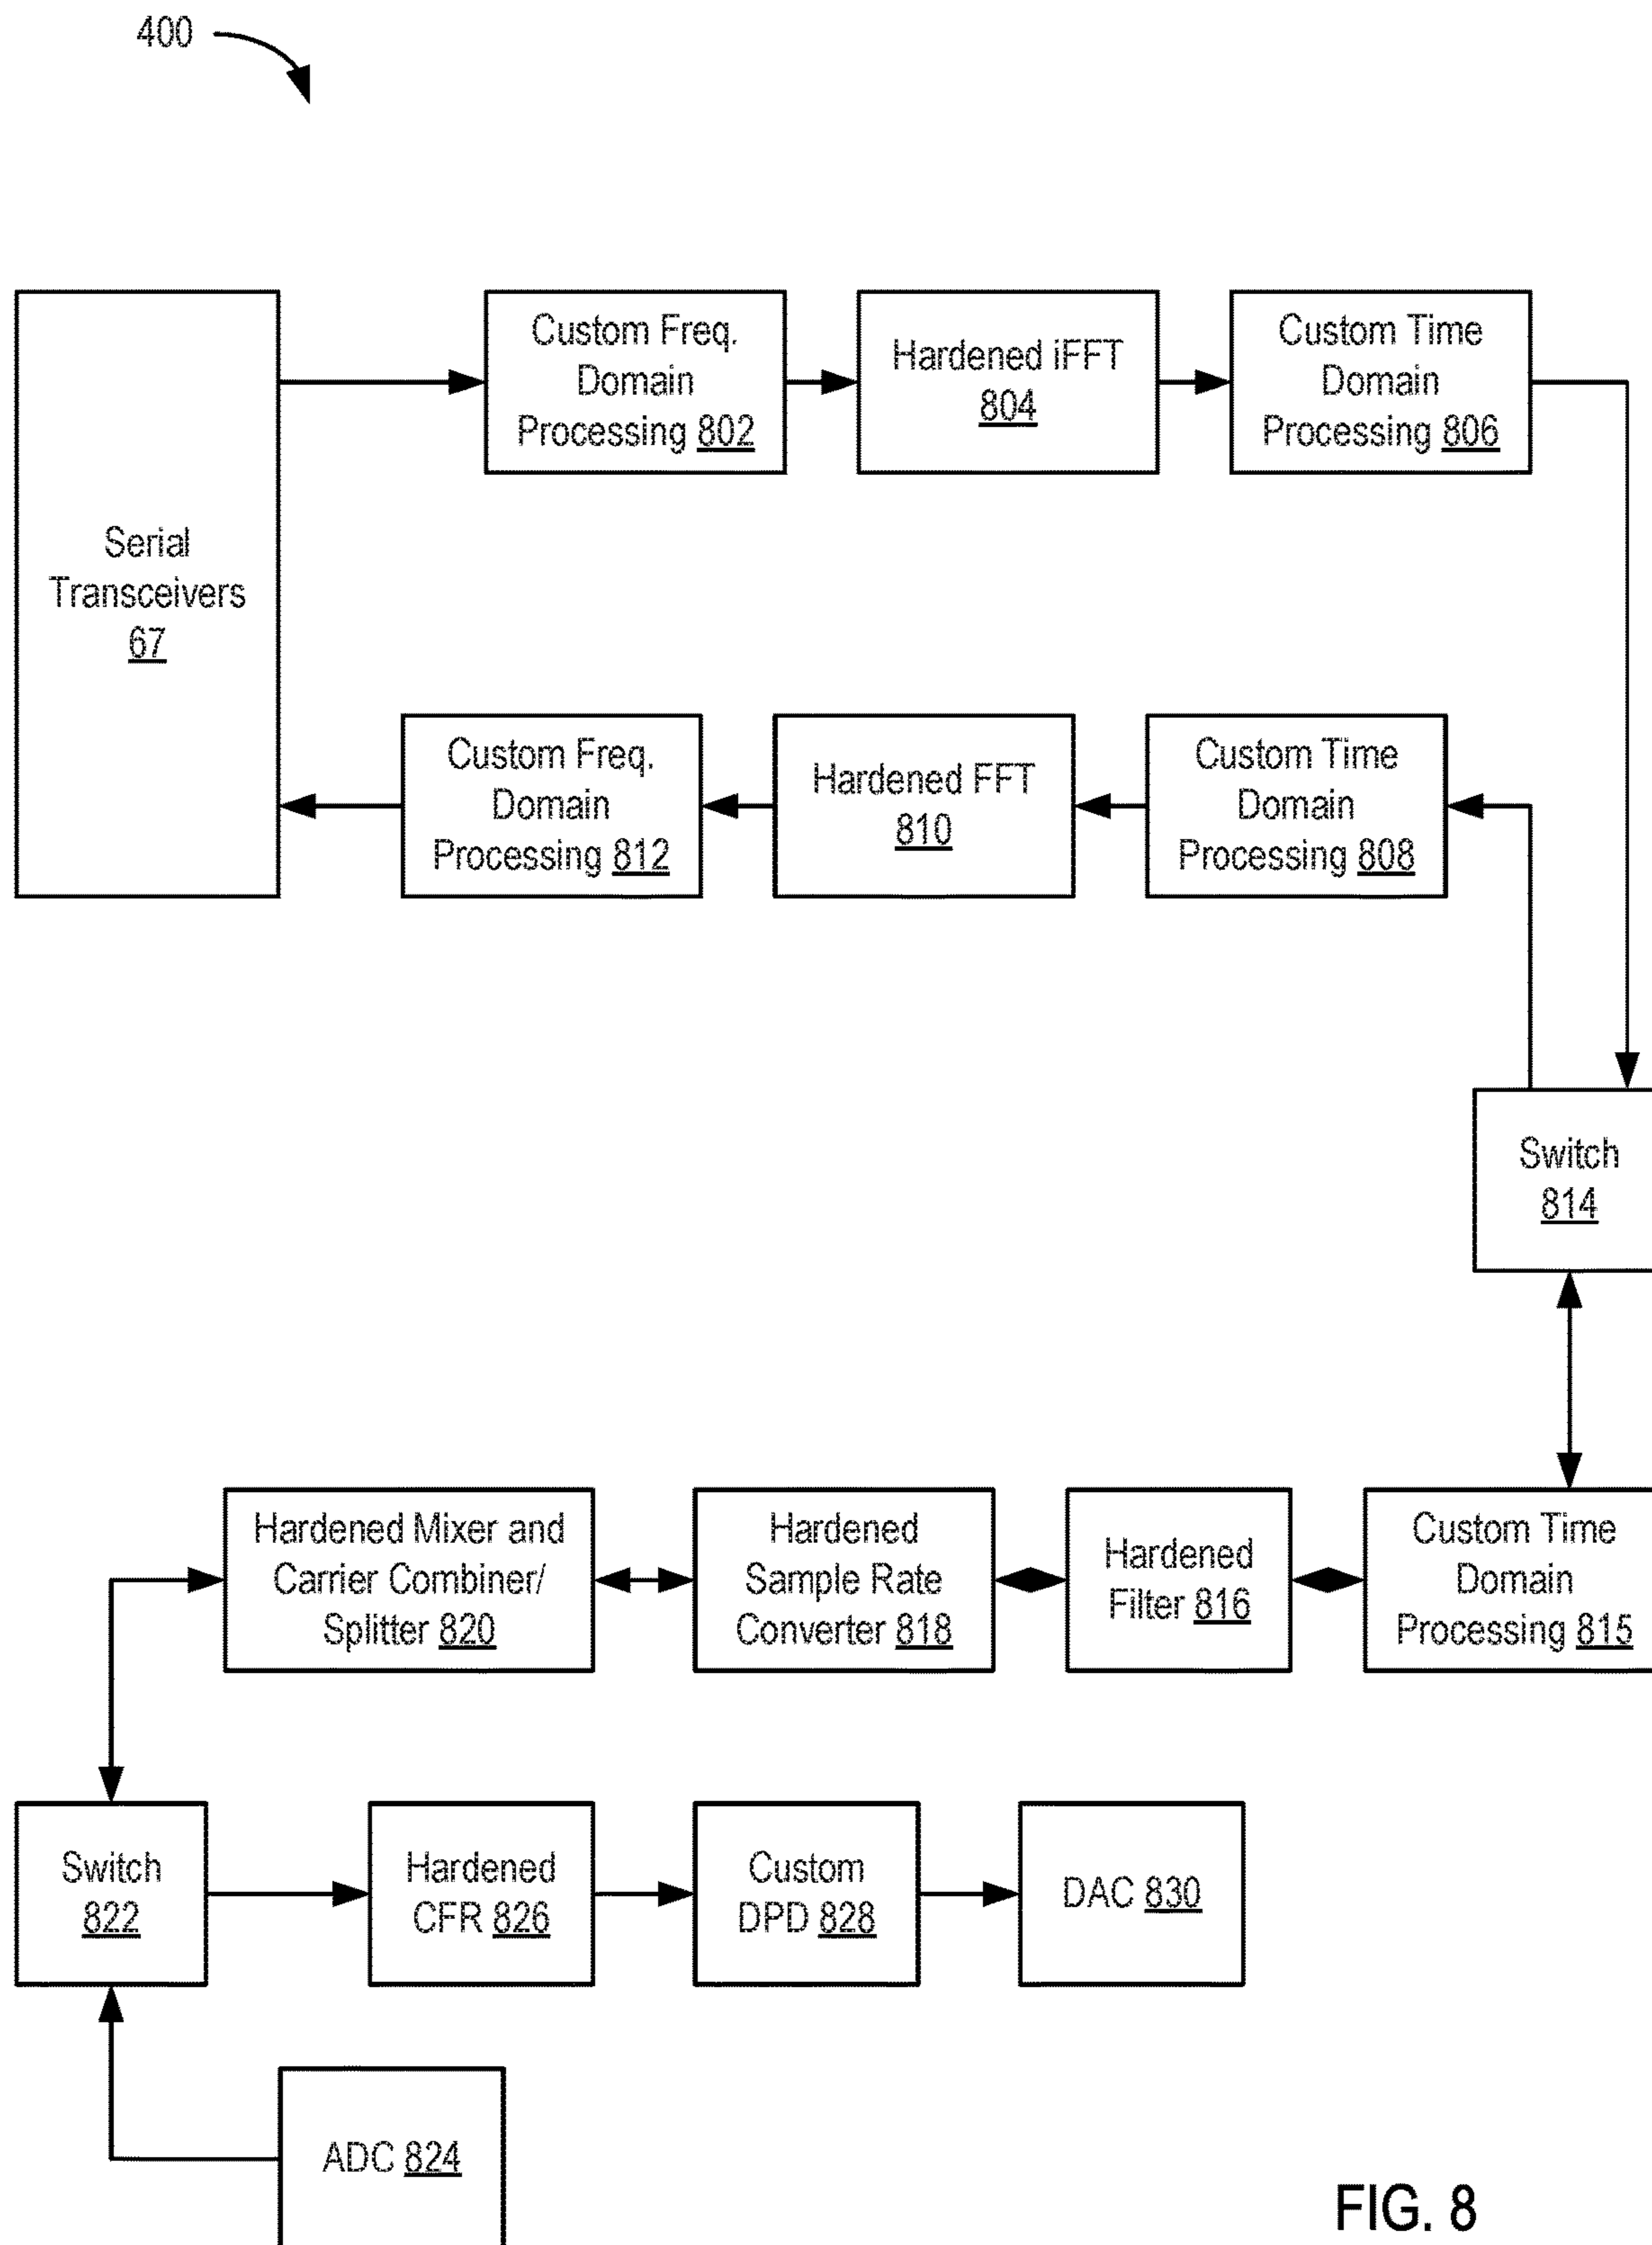 400
Custom Freq.
Domain
Processing 802
Hardened iFFT
804
Custom Time
Domain
Processing 806
Serial
Transceivers
67
Custom Freq.
Domain
Processing 812
Hardened FFT
810
Custom Time
Domain
Processing 808
Switch
814
Hardened Mixer and
Carrier Combiner/
Splitter 820
Hardened
Sample Rate
Converter 818
Hardened
Filter 816
Custom Time
Domain
Processing 815
Switch
822
Hardened
CFR 826
Custom
DPD 828
DAC 830
ADC 824
FIG. 8